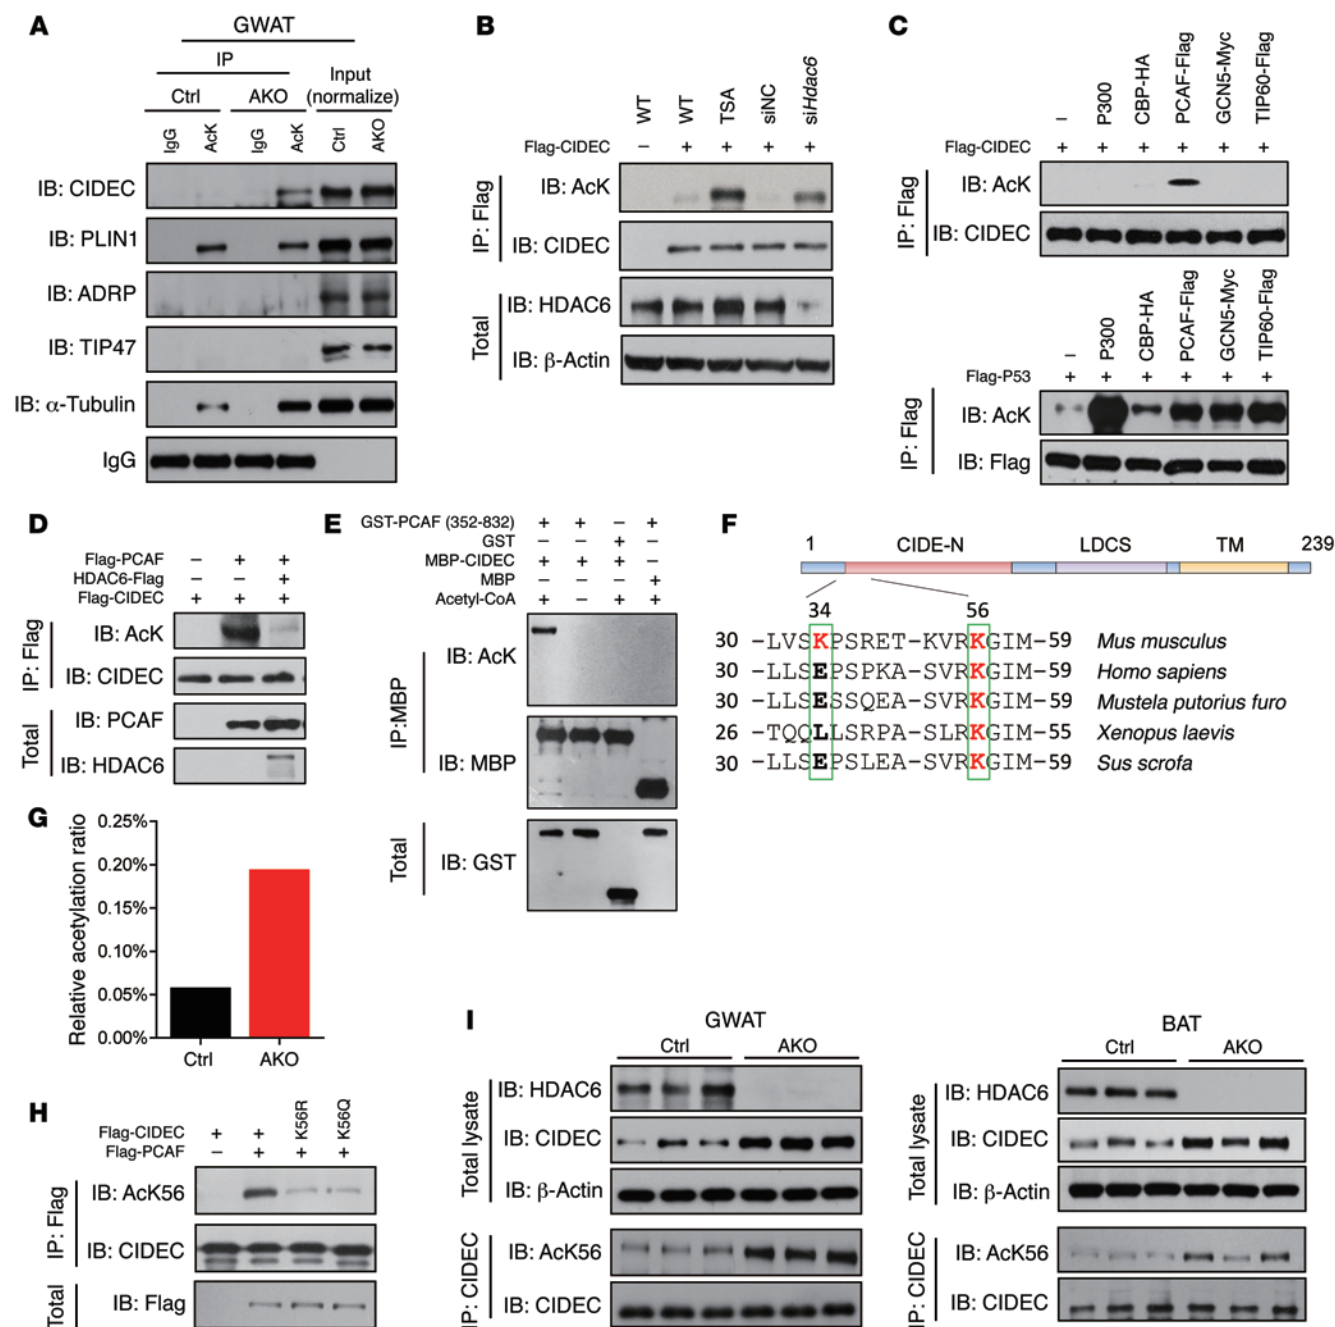 A
GWAT
IP
Input
(normalize)
Ctrl
AKO
IgG
AcK
IgG
AcK
Ctrl
AKO
IB: CIDEC
IB: PLIN1
IB: ADRP
IB: TIP47
IB: α-Tubulin
IgG
B
WT
WT
TSA
siNC
siHdac6
Flag-CIDEC – + + + +
IP: Flag
IB: AcK
IB: CIDEC
Total
IB: HDAC6
IB: β-Actin
C
–
P300
CBP-HA
PCAF-Flag
GCN5-Myc
TIP60-Flag
Flag-CIDEC + + + + + +
IP: Flag
IB: AcK
IB: CIDEC
–
P300
CBP-HA
PCAF-Flag
GCN5-Myc
TIP60-Flag
Flag-P53 + + + + + +
IP: Flag
IB: AcK
IB: Flag
D
Flag-PCAF – + +
HDAC6-Flag – – +
Flag-CIDEC + + +
IP: Flag
IB: AcK
IB: CIDEC
Total
IB: PCAF
IB: HDAC6
E
GST-PCAF (352-832) + + – +
GST – – + –
MBP-CIDEC + + + –
MBP – – – +
Acetyl-CoA + – + +
IP:MBP
IB: AcK
IB: MBP
Total
IB: GST
F
1 CIDE-N LDCS TM 239
34 56
30 –LVSKPSRET-KVRKGIM–59 Mus musculus
30 –LLSEPSPKA-SVRKGIM–59 Homo sapiens
30 –LLSESSQEA-SVRKGIM–59 Mustela putorius furo
26 –TQQLLSRPA-SLRKGIM–55 Xenopus laevis
30 –LLSEPSLEA-SVRKGIM–59 Sus scrofa
G
Relative acetylation ratio
0.25%
0.20%
0.15%
0.10%
0.05%
0.00%
Ctrl
AKO
H
K56R
K56Q
Flag-CIDEC + +
Flag-PCAF – + + +
IP: Flag
IB: AcK56
IB: CIDEC
Total
IB: Flag
I
GWAT
Ctrl
AKO
Total lysate
IB: HDAC6
IB: CIDEC
IB: β-Actin
IP: CIDEC
IB: AcK56
IB: CIDEC
BAT
Ctrl
AKO
Total lysate
IB: HDAC6
IB: CIDEC
IB: β-Actin
IP: CIDEC
IB: AcK56
IB: CIDEC